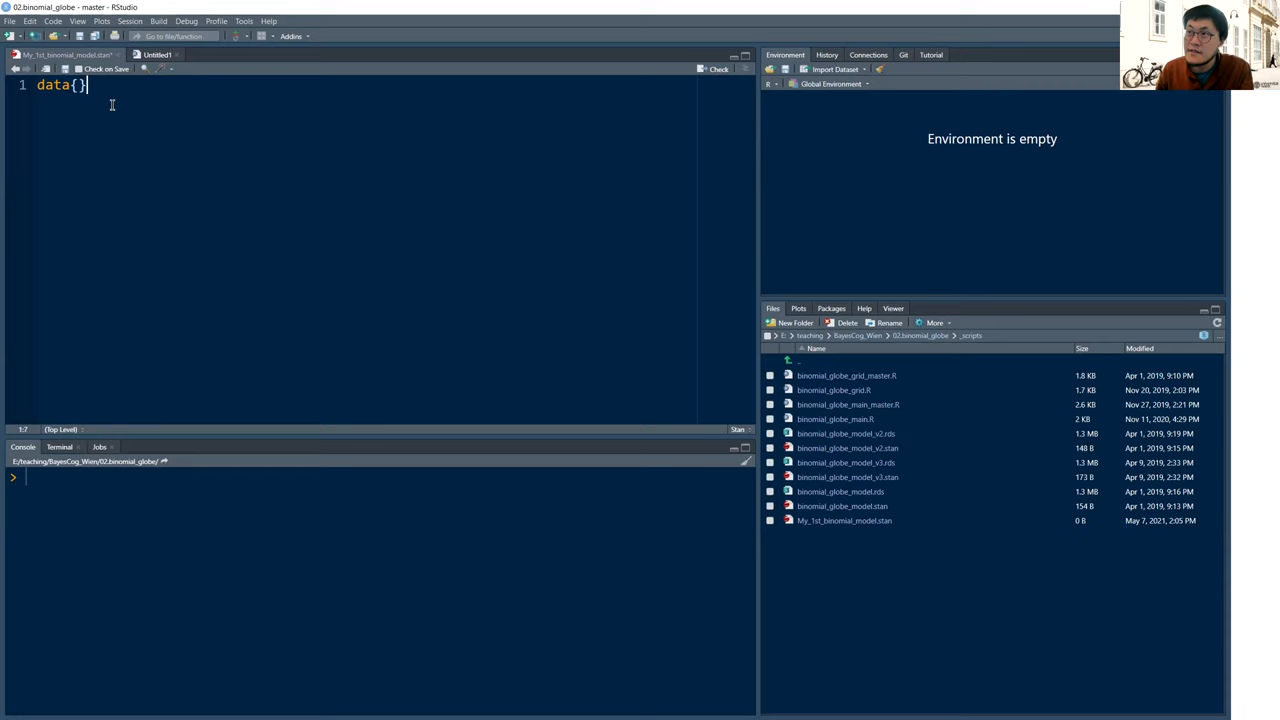 02.binomial_globe - master - RStudio
File Edit Code View Plots Session Build Debug Profile Tools Help
Go to file/function Addins
My_1st_binomial_model.stan* Untitled1
Check on Save Check
1 data{}
1:7 (Top Level) Stan
Console Terminal Jobs
E:/teaching/BayesCog_Wien/02.binomial_globe/
>
Environment History Connections Git Tutorial
Import Dataset
R Global Environment
Environment is empty
Files Plots Packages Help Viewer
New Folder Delete Rename More
E: teaching BayesCog_Wien 02.binomial_globe _scripts
Name Size Modified
..
binomial_globe_grid_master.R 1.8 KB Apr 1, 2019, 9:10 PM
binomial_globe_grid.R 1.7 KB Nov 20, 2019, 2:03 PM
binomial_globe_main_master.R 2.6 KB Nov 27, 2019, 2:21 PM
binomial_globe_main.R 2 KB Nov 11, 2020, 4:29 PM
binomial_globe_model_v2.rds 1.3 MB Apr 1, 2019, 9:19 PM
binomial_globe_model_v2.stan 148 B Apr 1, 2019, 9:15 PM
binomial_globe_model_v3.rds 1.3 MB Apr 9, 2019, 2:33 PM
binomial_globe_model_v3.stan 173 B Apr 9, 2019, 2:32 PM
binomial_globe_model.rds 1.3 MB Apr 1, 2019, 9:16 PM
binomial_globe_model.stan 154 B Apr 1, 2019, 9:13 PM
My_1st_binomial_model.stan 0 B May 7, 2021, 2:05 PM